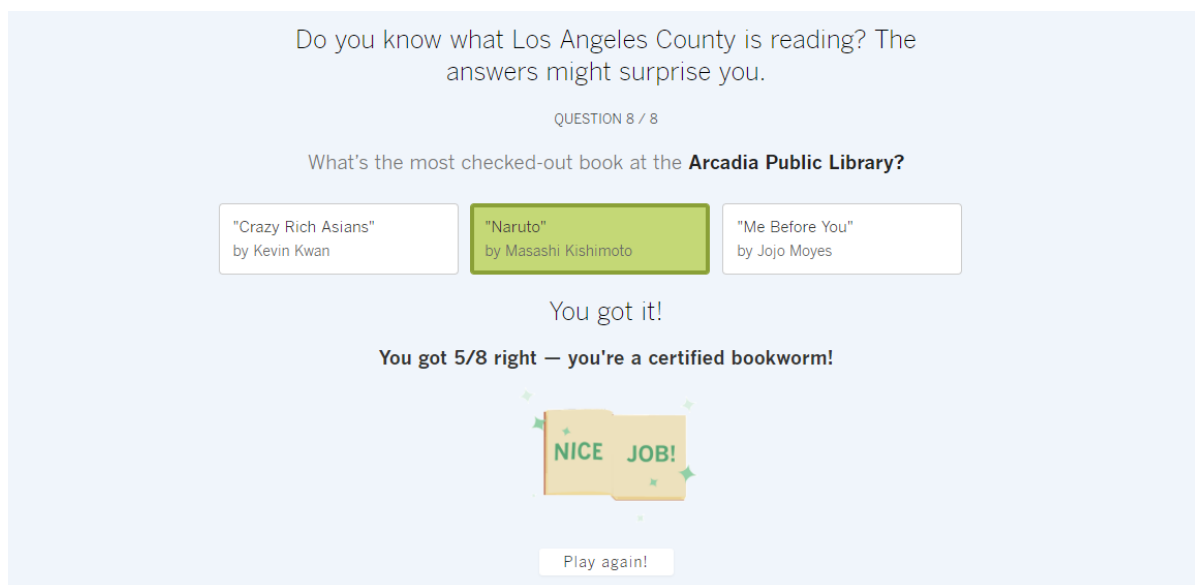 Do you know what Los Angeles County is reading? The
answers might surprise you.
QUESTION 8 / 8
What's the most checked-out book at the Arcadia Public Library?
"Crazy Rich Asians"
by Kevin Kwan
"Naruto"
by Masashi Kishimoto
"Me Before You"
by Jojo Moyes
You got it!
You got 5/8 right — you're a certified bookworm!
NICE JOB!
Play again!